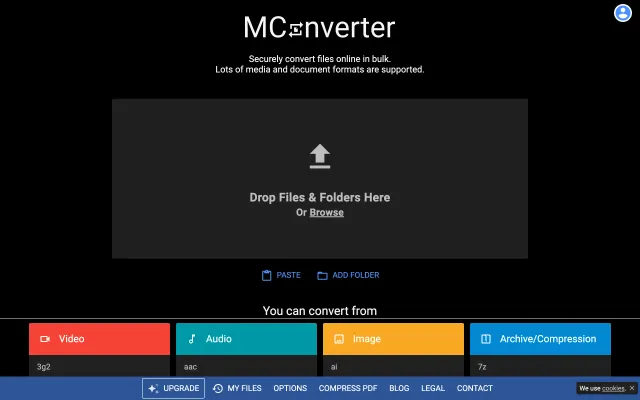 MConverter
Securely convert files online in bulk.
Lots of media and document formats are supported.
Drop Files & Folders Here
Or Browse
PASTE ADD FOLDER
You can convert from
Video Audio Image Archive/Compression
3g2 aac ai 7z
UPGRADE MY FILES OPTIONS COMPRESS PDF BLOG LEGAL CONTACT
We use cookies. ×